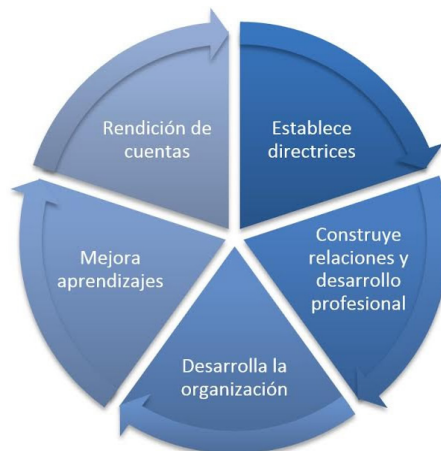 Establece
directrices
Construye
relaciones y
desarrollo
profesional
Desarrolla la
organización
Mejora
aprendizajes
Rendición de
cuentas